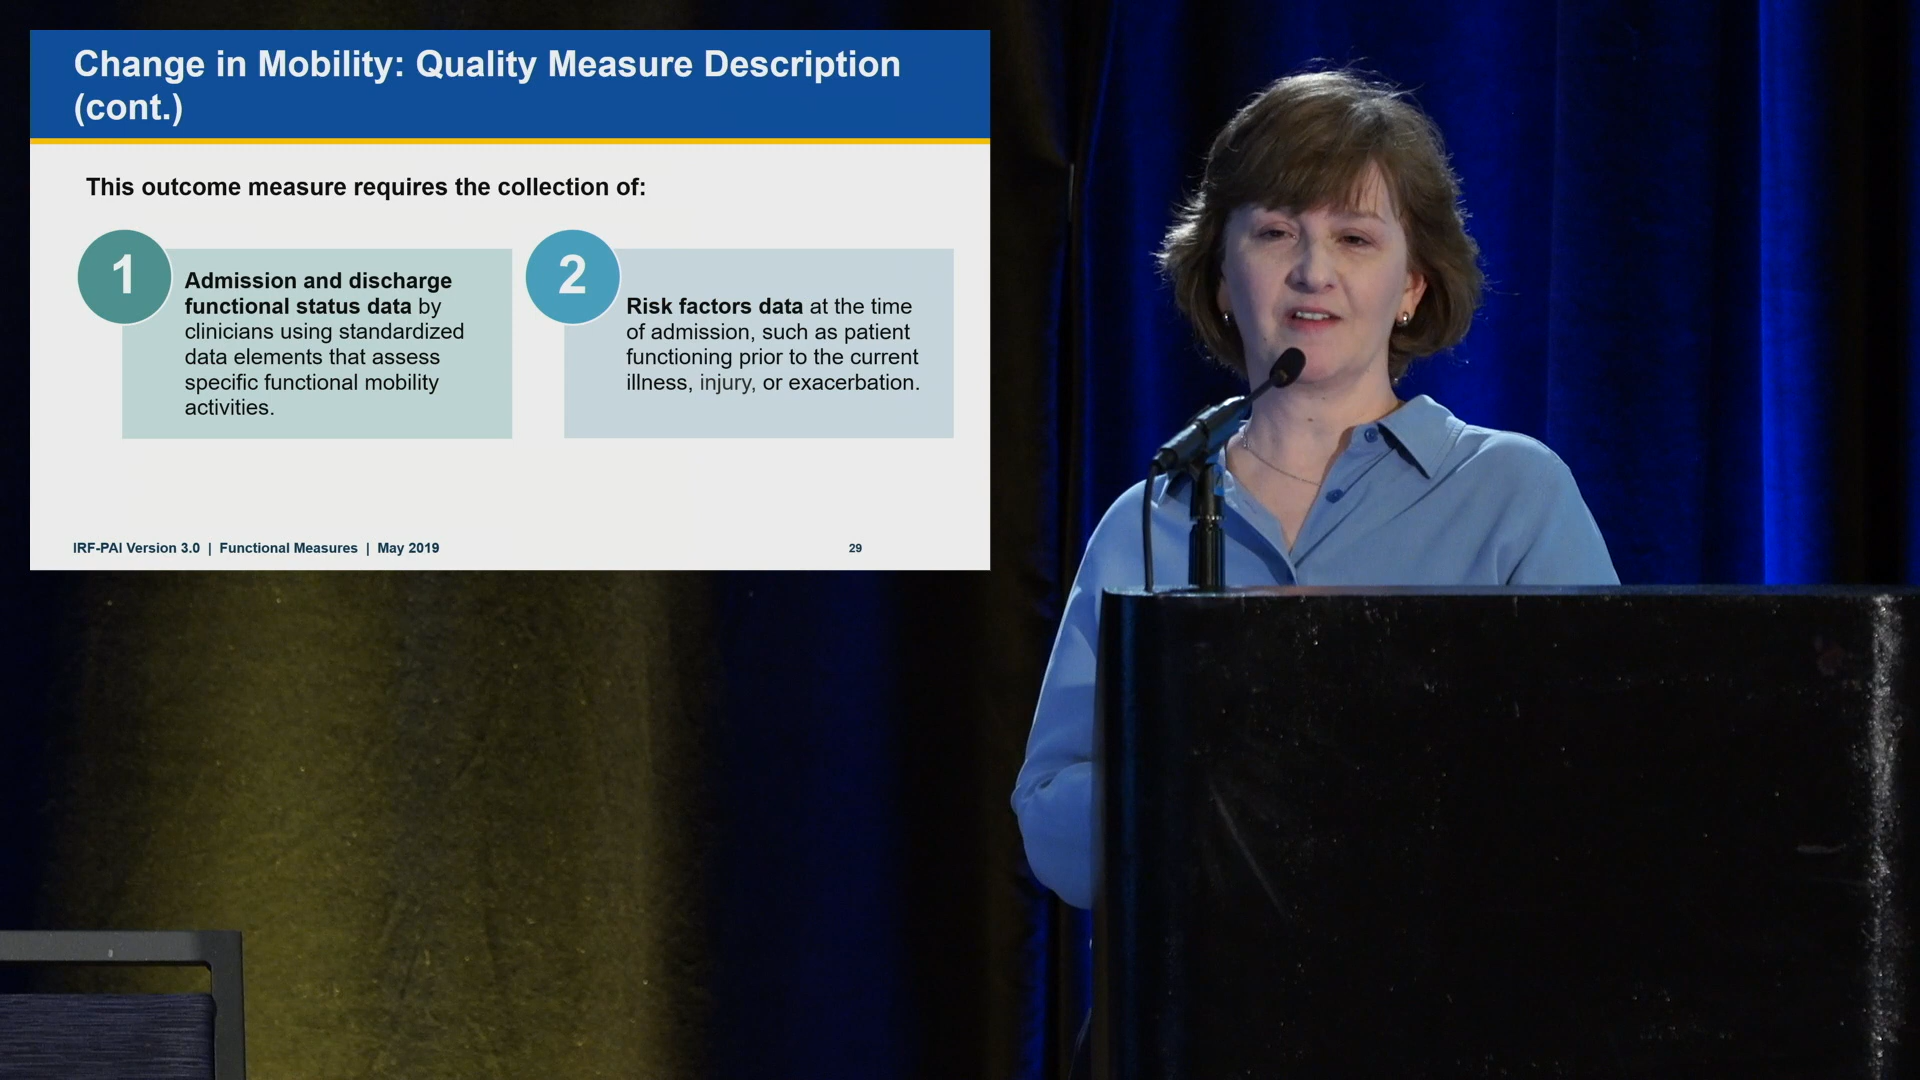 Change in Mobility: Quality Measure Description
(cont.)
This outcome measure requires the collection of:
1
Admission and discharge
functional status data by
clinicians using standardized
data elements that assess
specific functional mobility
activities.
2
Risk factors data at the time
of admission, such as patient
functioning prior to the current
illness, injury, or exacerbation.
IRF-PAI Version 3.0 | Functional Measures | May 2019
29